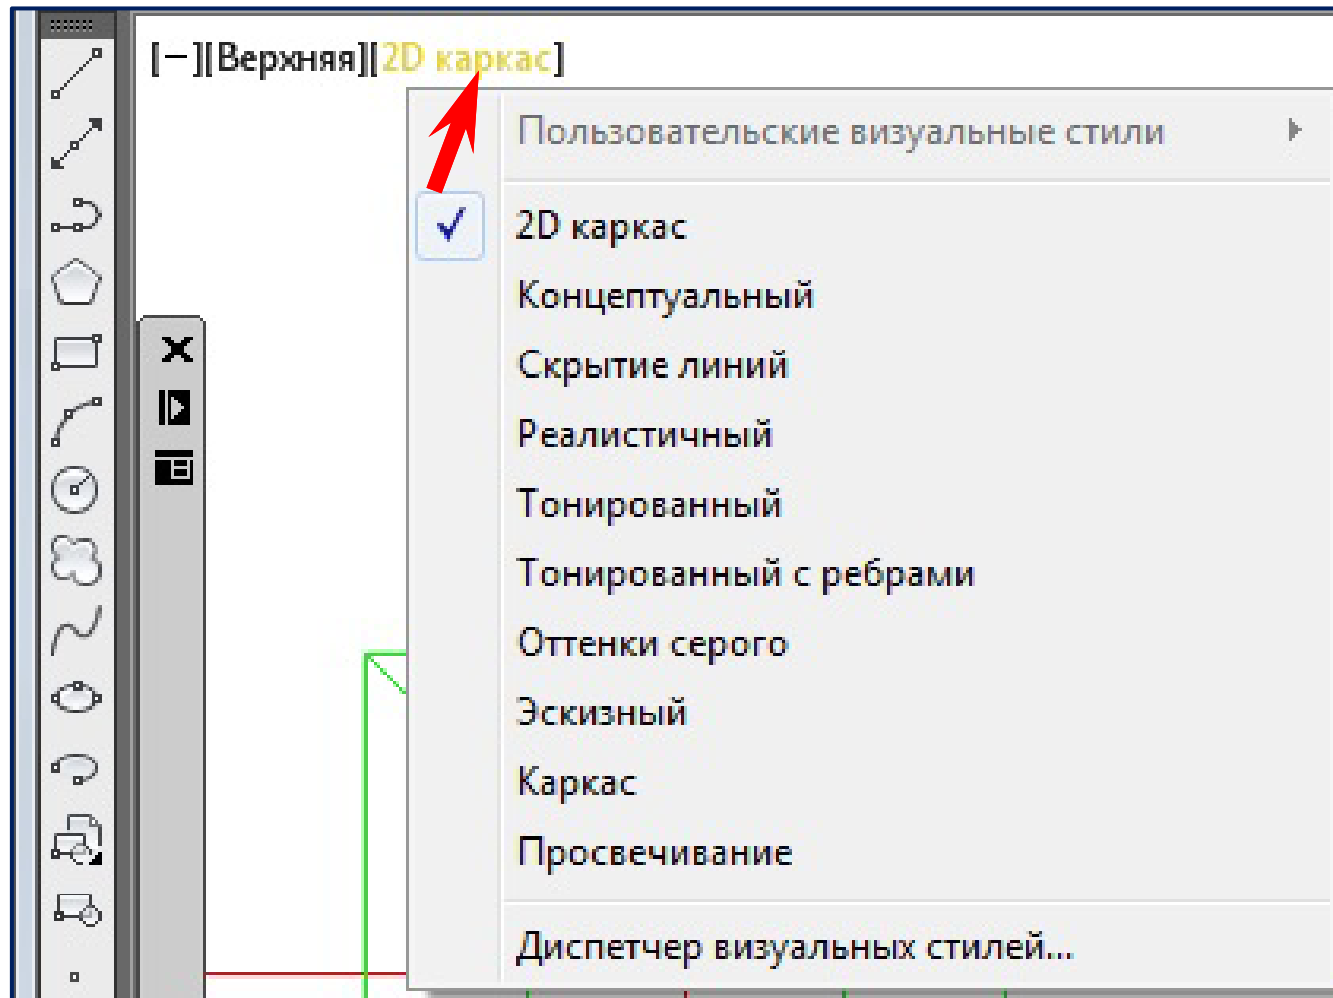 [−][Верхняя][2D каркас]
Пользовательские визуальные стили
2D каркас
Концептуальный
Скрытие линий
Реалистичный
Тонированный
Тонированный с ребрами
Оттенки серого
Эскизный
Каркас
Просвечивание
Диспетчер визуальных стилей...